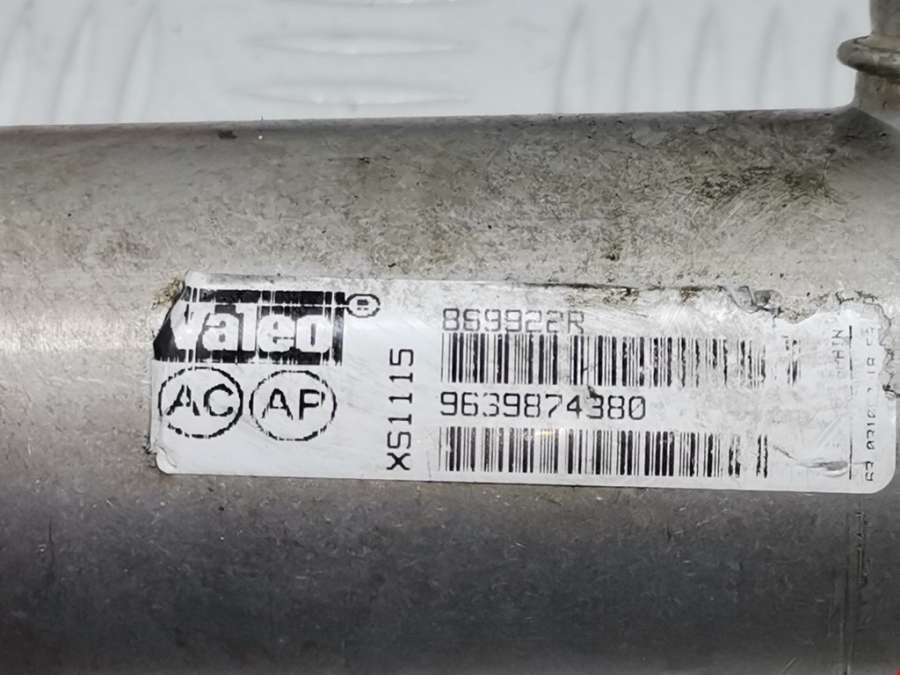 Valeo ®
AC AP
XS1115
869922R
9639874380